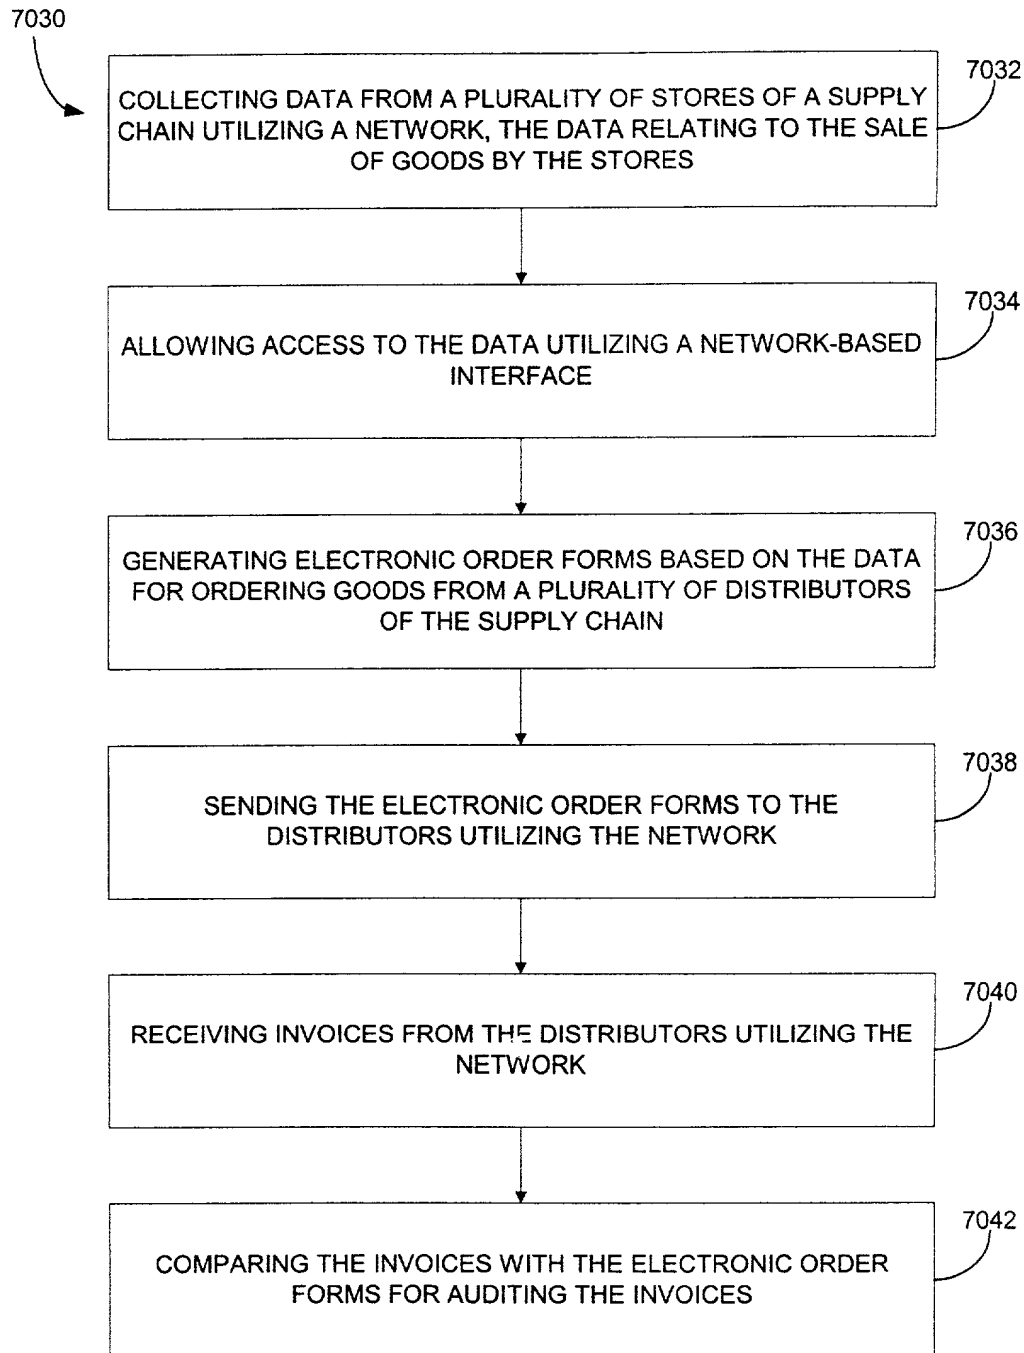 7030
7032
COLLECTING DATA FROM A PLURALITY OF STORES OF A SUPPLY
CHAIN UTILIZING A NETWORK, THE DATA RELATING TO THE SALE
OF GOODS BY THE STORES
7034
ALLOWING ACCESS TO THE DATA UTILIZING A NETWORK-BASED
INTERFACE
7036
GENERATING ELECTRONIC ORDER FORMS BASED ON THE DATA
FOR ORDERING GOODS FROM A PLURALITY OF DISTRIBUTORS
OF THE SUPPLY CHAIN
7038
SENDING THE ELECTRONIC ORDER FORMS TO THE
DISTRIBUTORS UTILIZING THE NETWORK
7040
RECEIVING INVOICES FROM THE DISTRIBUTORS UTILIZING THE
NETWORK
7042
COMPARING THE INVOICES WITH THE ELECTRONIC ORDER
FORMS FOR AUDITING THE INVOICES